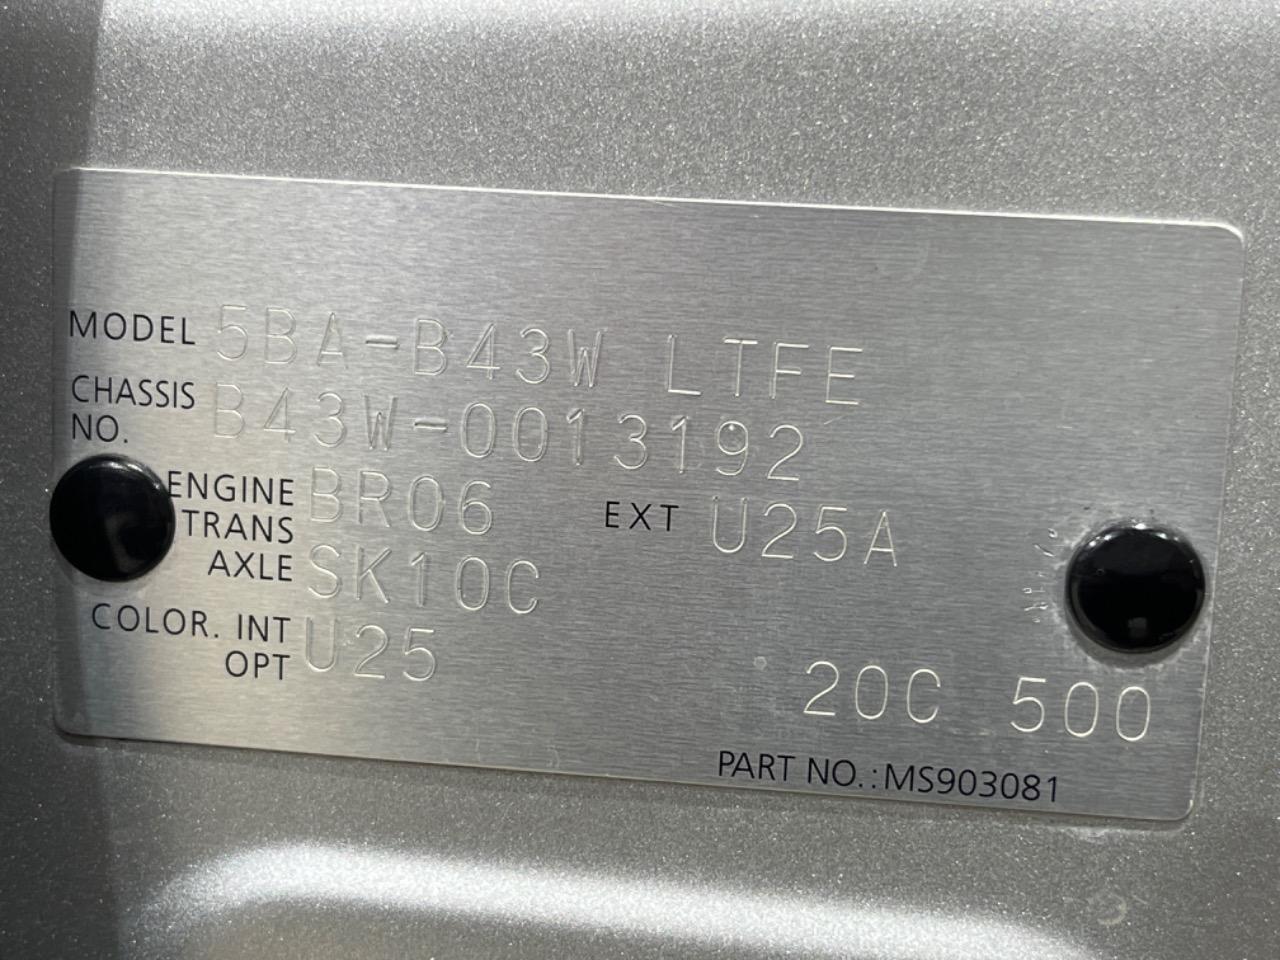 MODEL 5BA-B43W LTFE
CHASSIS NO. B43W-0013192
ENGINE BR06 EXT U25A
TRANS AXLE SK10C
COLOR. INT U25
OPT 20C 500
PART NO.:MS903081